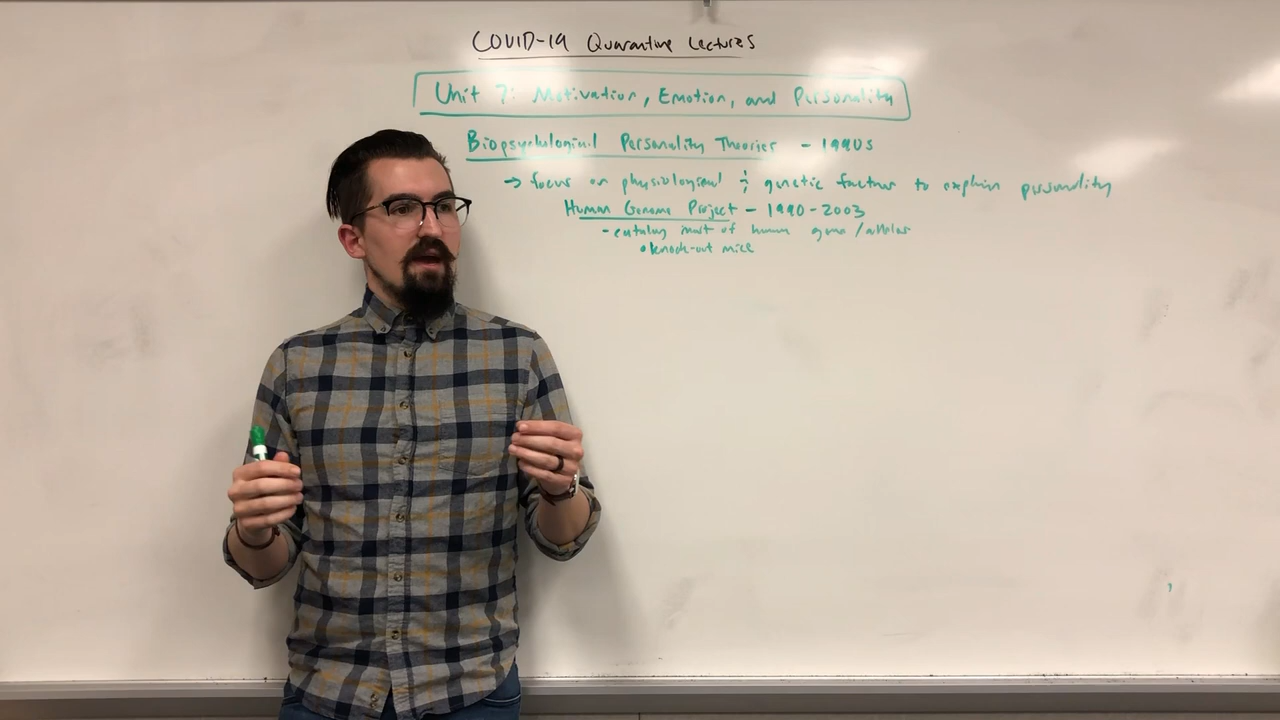 COVID-19 Quarantine Lectures
Unit 7: Motivation, Emotion, and Personality
Biopsychological Personality Theories - 1990s
→ focus on physiological & genetic factors to explain personality
Human Genome Project - 1990-2003
- catalog most of human gene/alleles
• knock-out mice